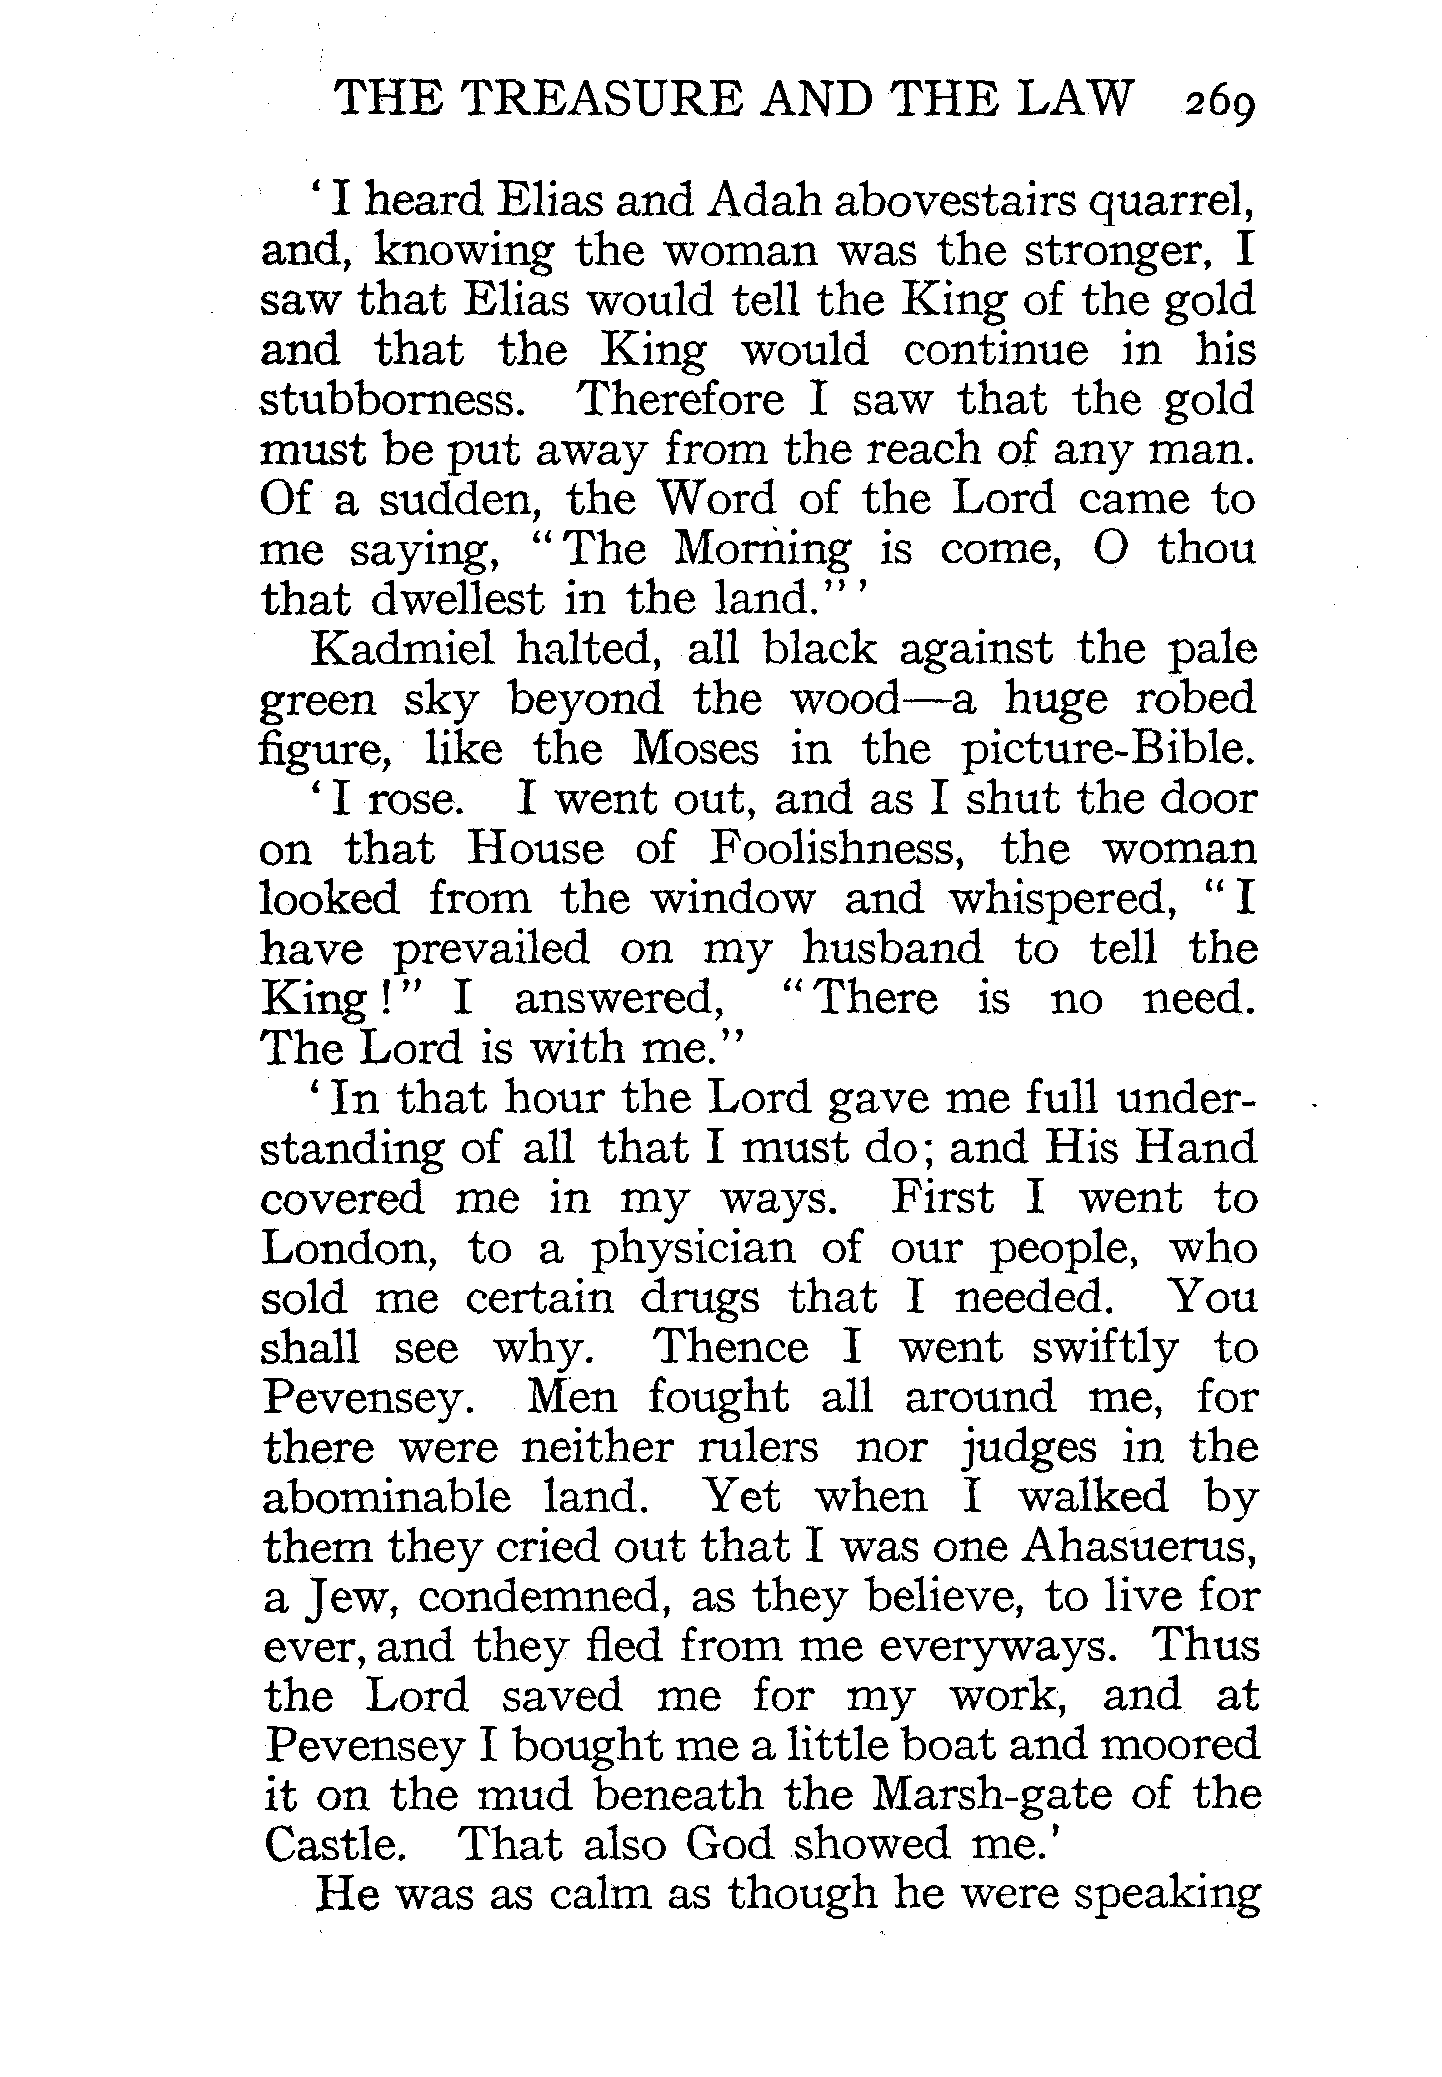 THE TREASURE AND THE LAW 269
‘I heard Elias and Adah abovestairs quarrel,
and, knowing the woman was the stronger, I
saw that Elias would tell the King of the gold
and that the King would continue in his
stubborness. Therefore I saw that the gold
must be put away from the reach of any man.
Of a sudden, the Word of the Lord came to
me saying, “The Morning is come, O thou
that dwellest in the land.”’
Kadmiel halted, all black against the pale
green sky beyond the wood—a huge robed
figure, like the Moses in the picture-Bible.
‘I rose. I went out, and as I shut the door
on that House of Foolishness, the woman
looked from the window and whispered, “I
have prevailed on my husband to tell the
King!” I answered, “There is no need.
The Lord is with me.”
‘In that hour the Lord gave me full under-
standing of all that I must do; and His Hand
covered me in my ways. First I went to
London, to a physician of our people, who
sold me certain drugs that I needed. You
shall see why. Thence I went swiftly to
Pevensey. Men fought all around me, for
there were neither rulers nor judges in the
abominable land. Yet when I walked by
them they cried out that I was one Ahasuerus,
a Jew, condemned, as they believe, to live for
ever, and they fled from me everyways. Thus
the Lord saved me for my work, and at
Pevensey I bought me a little boat and moored
it on the mud beneath the Marsh-gate of the
Castle. That also God showed me.’
He was as calm as though he were speaking